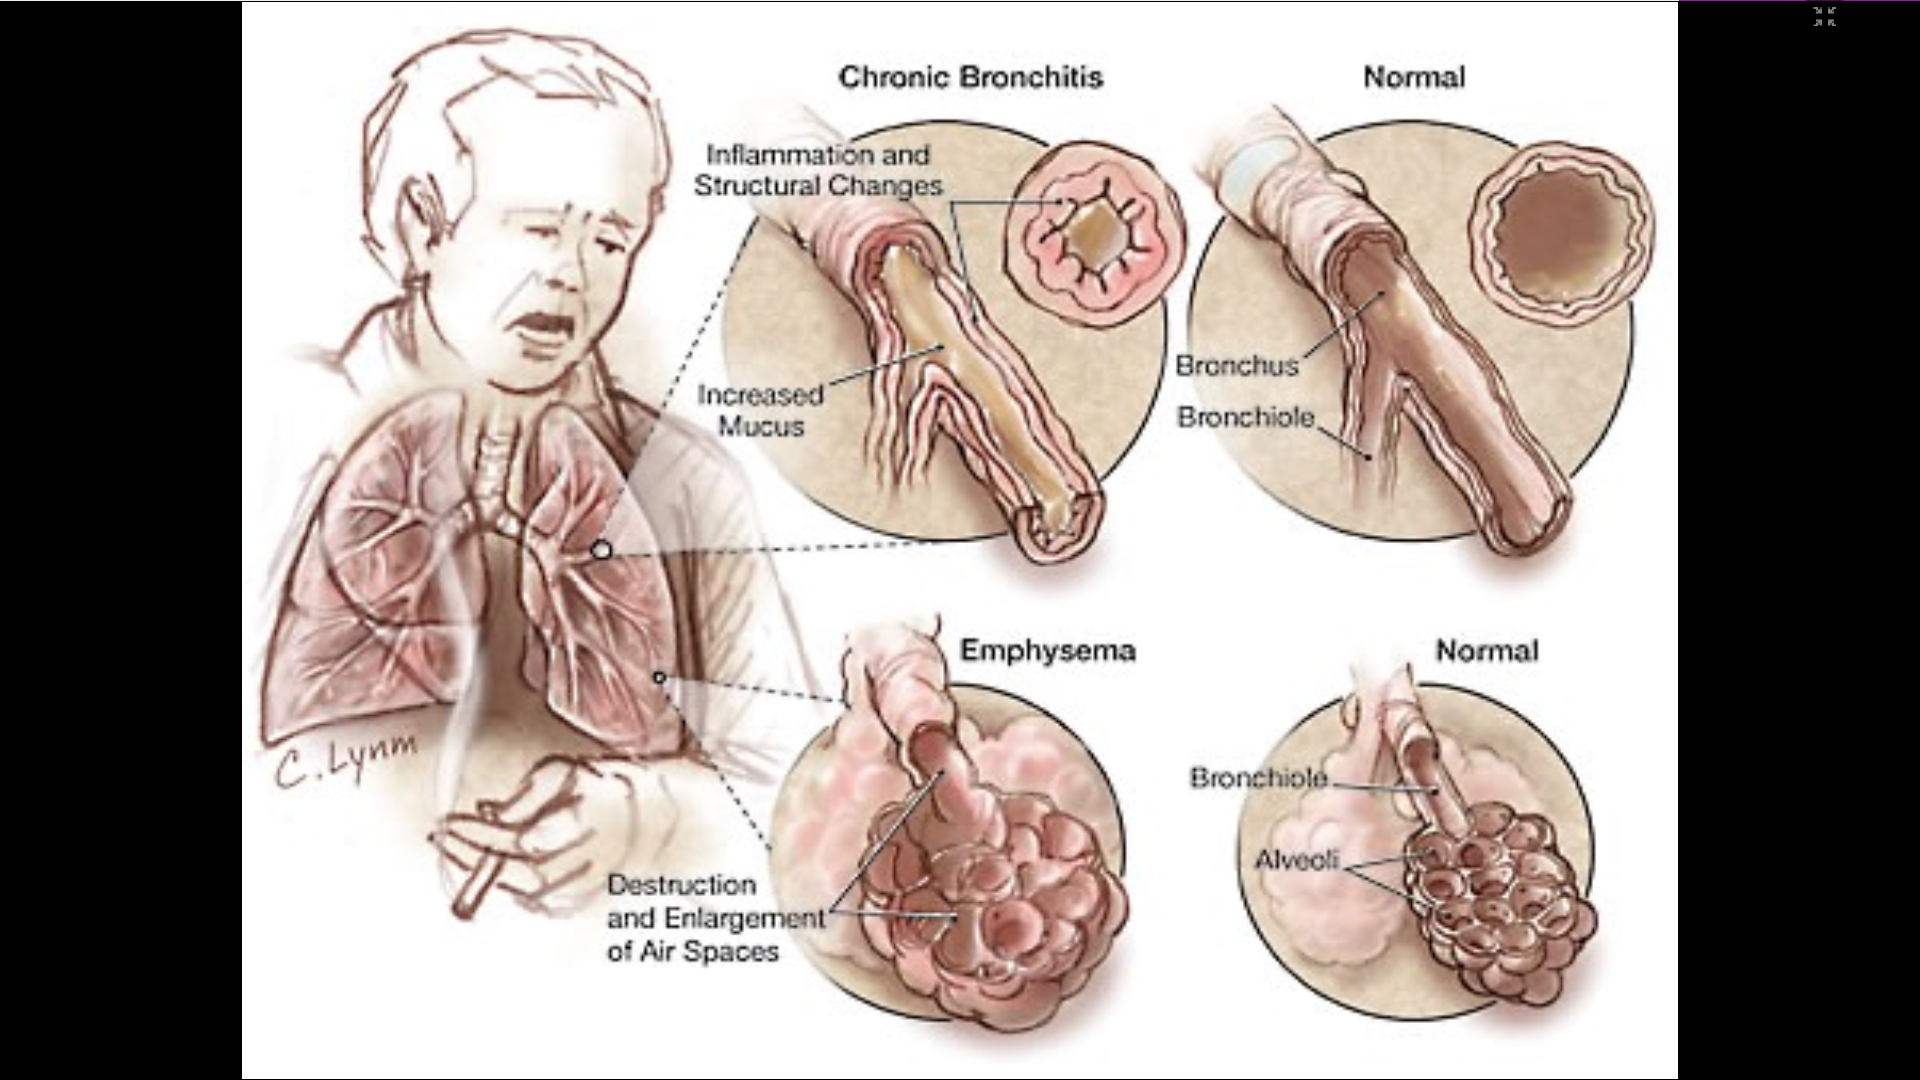 Chronic Bronchitis
Normal
Inflammation and
Structural Changes
Increased
Mucus
Bronchus
Bronchiole
C. Lynm
Emphysema
Normal
Destruction
and Enlargement
of Air Spaces
Bronchiole
Alveoli